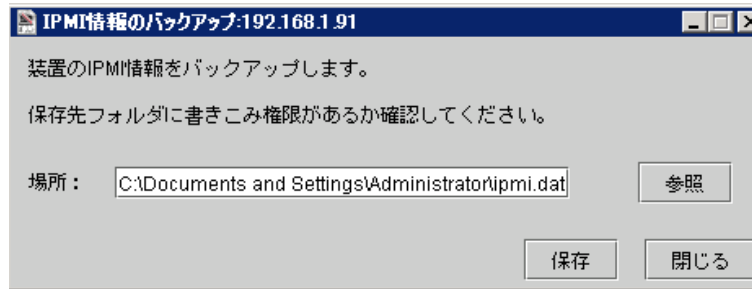 IPMI情報のバックアップ:192.168.1.91
装置のIPMI情報をバックアップします。
保存先フォルダに書きこみ権限があるか確認してください。
場所： C:\Documents and Settings\Administrator\ipmi.dat 参照
保存 閉じる